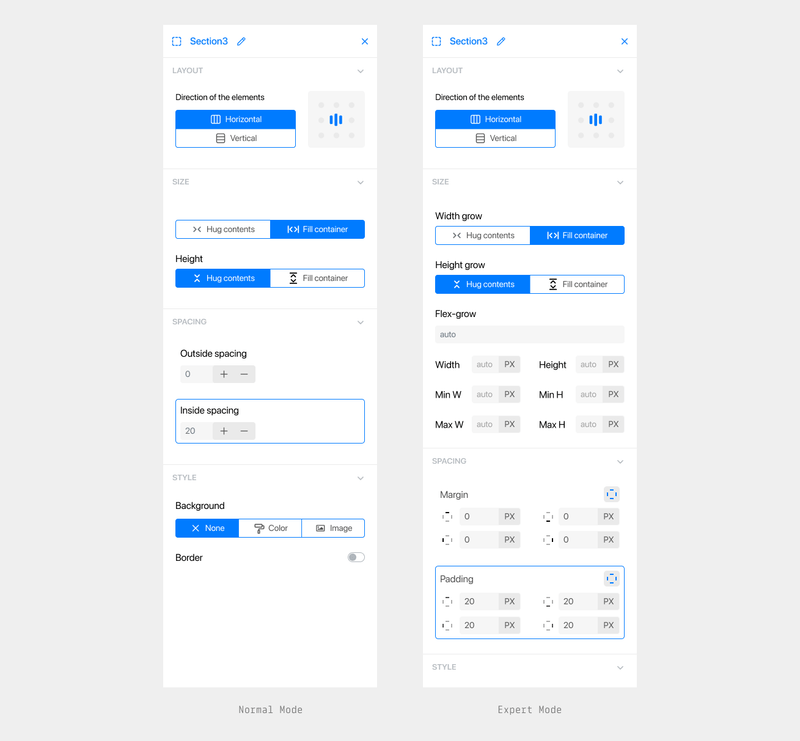 Section3
LAYOUT
Direction of the elements
Horizontal
Vertical
SIZE
Hug contents
Fill container
Height
Hug contents
Fill container
SPACING
Outside spacing
0 + −
Inside spacing
20 + −
STYLE
Background
None
Color
Image
Border
Normal Mode
Section3
LAYOUT
Direction of the elements
Horizontal
Vertical
SIZE
Width grow
Hug contents
Fill container
Height grow
Hug contents
Fill container
Flex-grow
auto
Width auto PX Height auto PX
Min W auto PX Min H auto PX
Max W auto PX Max H auto PX
SPACING
Margin
0 PX 0 PX
0 PX 0 PX
Padding
20 PX 20 PX
20 PX 20 PX
STYLE
Expert Mode